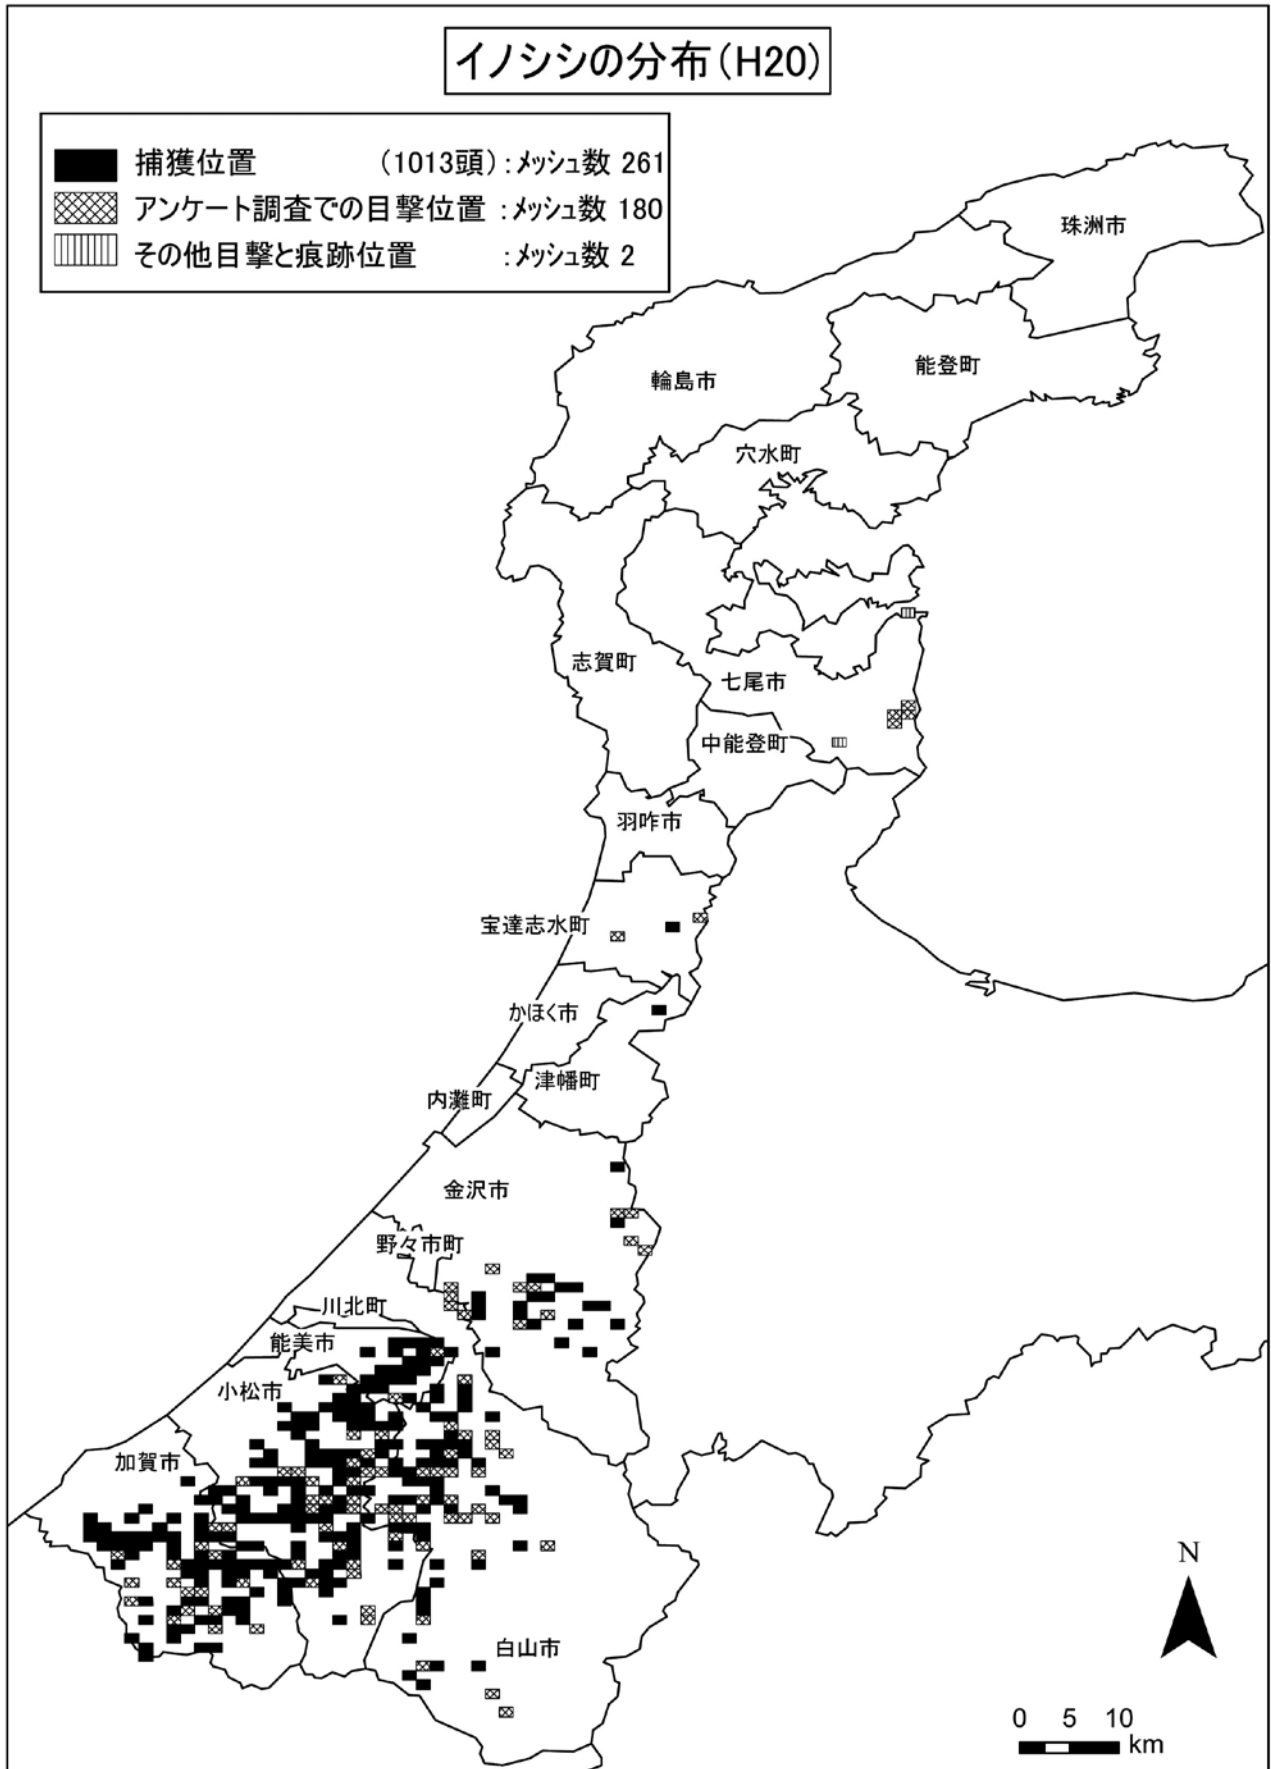 イノシシの分布(H20)
捕獲位置 (1013頭):メッシュ数 261
アンケート調査での目撃位置:メッシュ数 180
その他目撃と痕跡位置 :メッシュ数 2
珠洲市
能登町
輪島市
穴水町
志賀町
七尾市
中能登町
羽咋市
宝達志水町
かほく市
津幡町
内灘町
金沢市
野々市町
川北町
能美市
小松市
加賀市
白山市
N
0 5 10
km